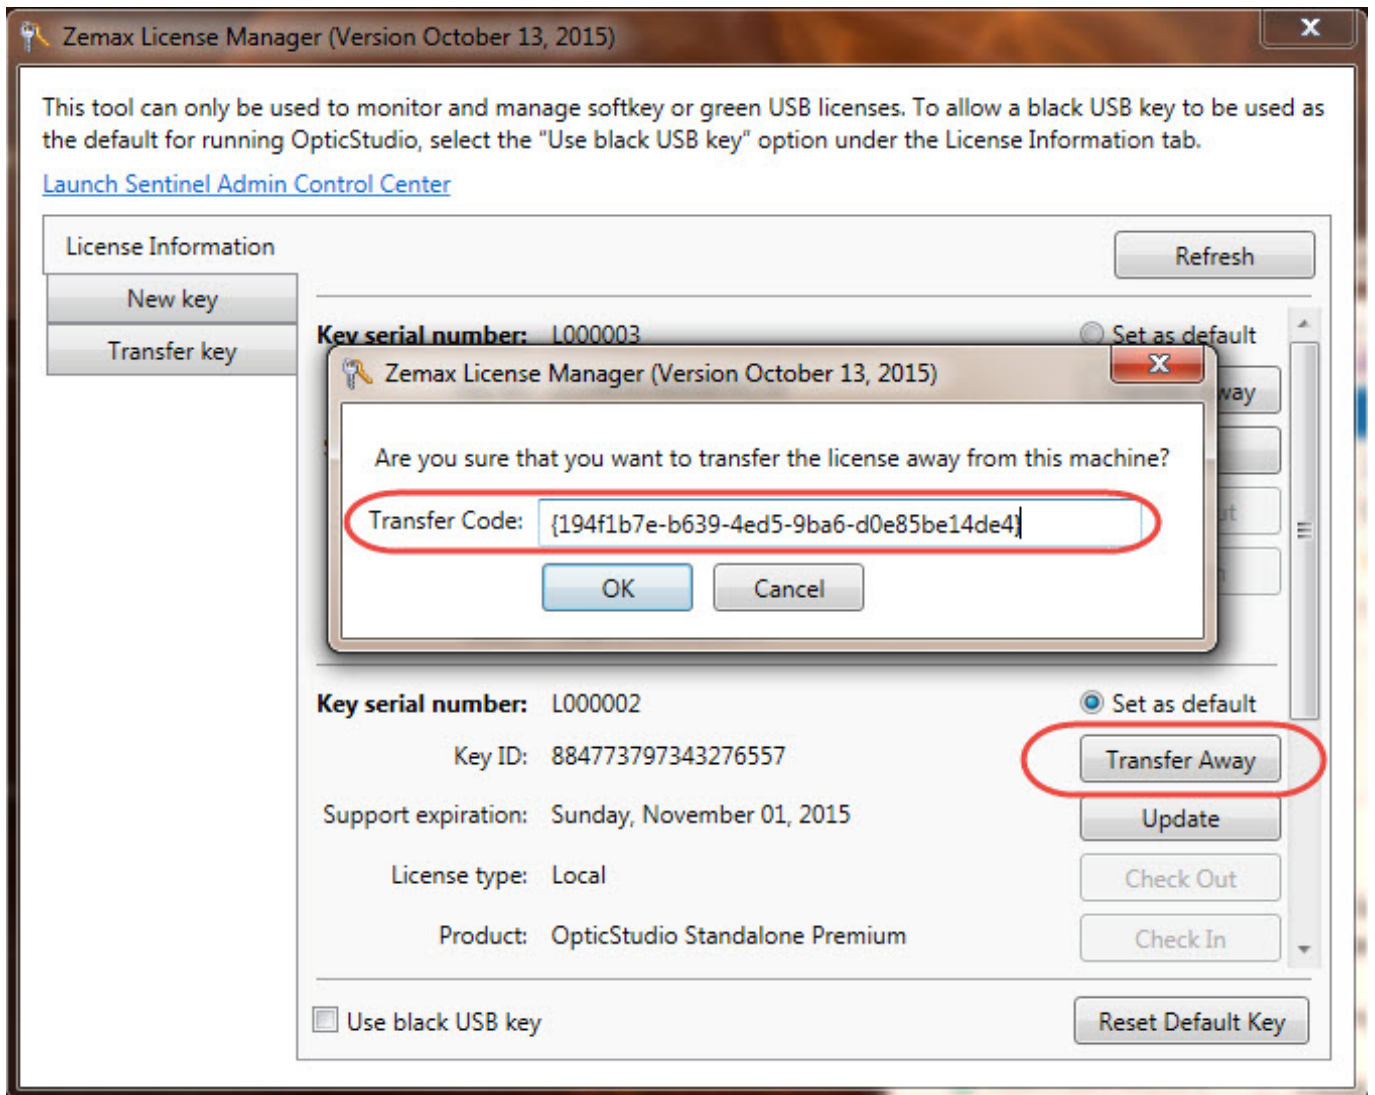 Zemax License Manager (Version October 13, 2015)
X
This tool can only be used to monitor and manage softkey or green USB licenses. To allow a black USB key to be used as
the default for running OpticStudio, select the "Use black USB key" option under the License Information tab.
Launch Sentinel Admin Control Center
License Information
Refresh
New key
Transfer key
Key serial number: L000003
Set as default
Zemax License Manager (Version October 13, 2015)
X
way
Are you sure that you want to transfer the license away from this machine?
Transfer Code: {194f1b7e-b639-4ed5-9ba6-d0e85be14de4}
OK
Cancel
Key serial number: L000002
Set as default
Key ID: 884773797343276557
Transfer Away
Support expiration: Sunday, November 01, 2015
Update
License type: Local
Check Out
Product: OpticStudio Standalone Premium
Check In
Use black USB key
Reset Default Key